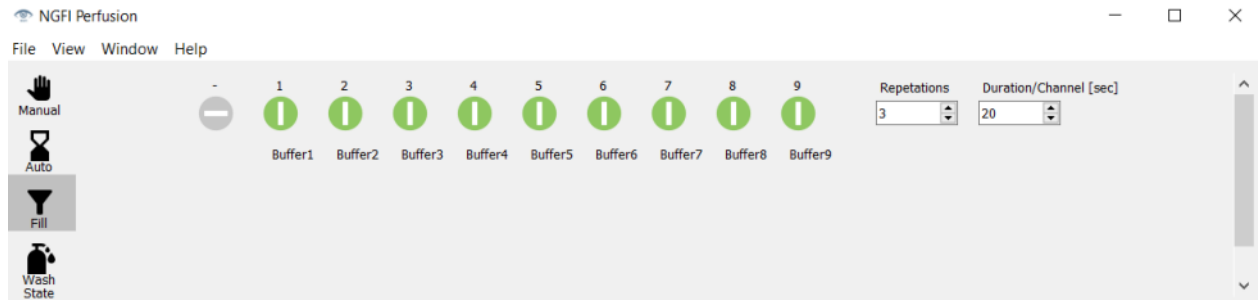 NGFI Perfusion
File View Window Help
Manual
Auto
Fill
Wash
State
- 1 2 3 4 5 6 7 8 9
Buffer1 Buffer2 Buffer3 Buffer4 Buffer5 Buffer6 Buffer7 Buffer8 Buffer9
Repetations Duration/Channel [sec]
3 20